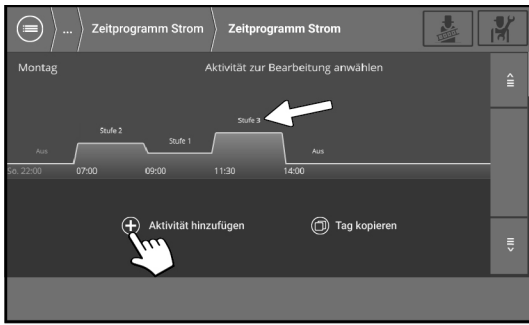 ... Zeitprogramm Strom Zeitprogramm Strom
Montag Aktivität zur Bearbeitung anwählen
Stufe 3
Stufe 2
Stufe 1
Aus Aus
So. 22:00 07:00 09:00 11:30 14:00
Aktivität hinzufügen Tag kopieren